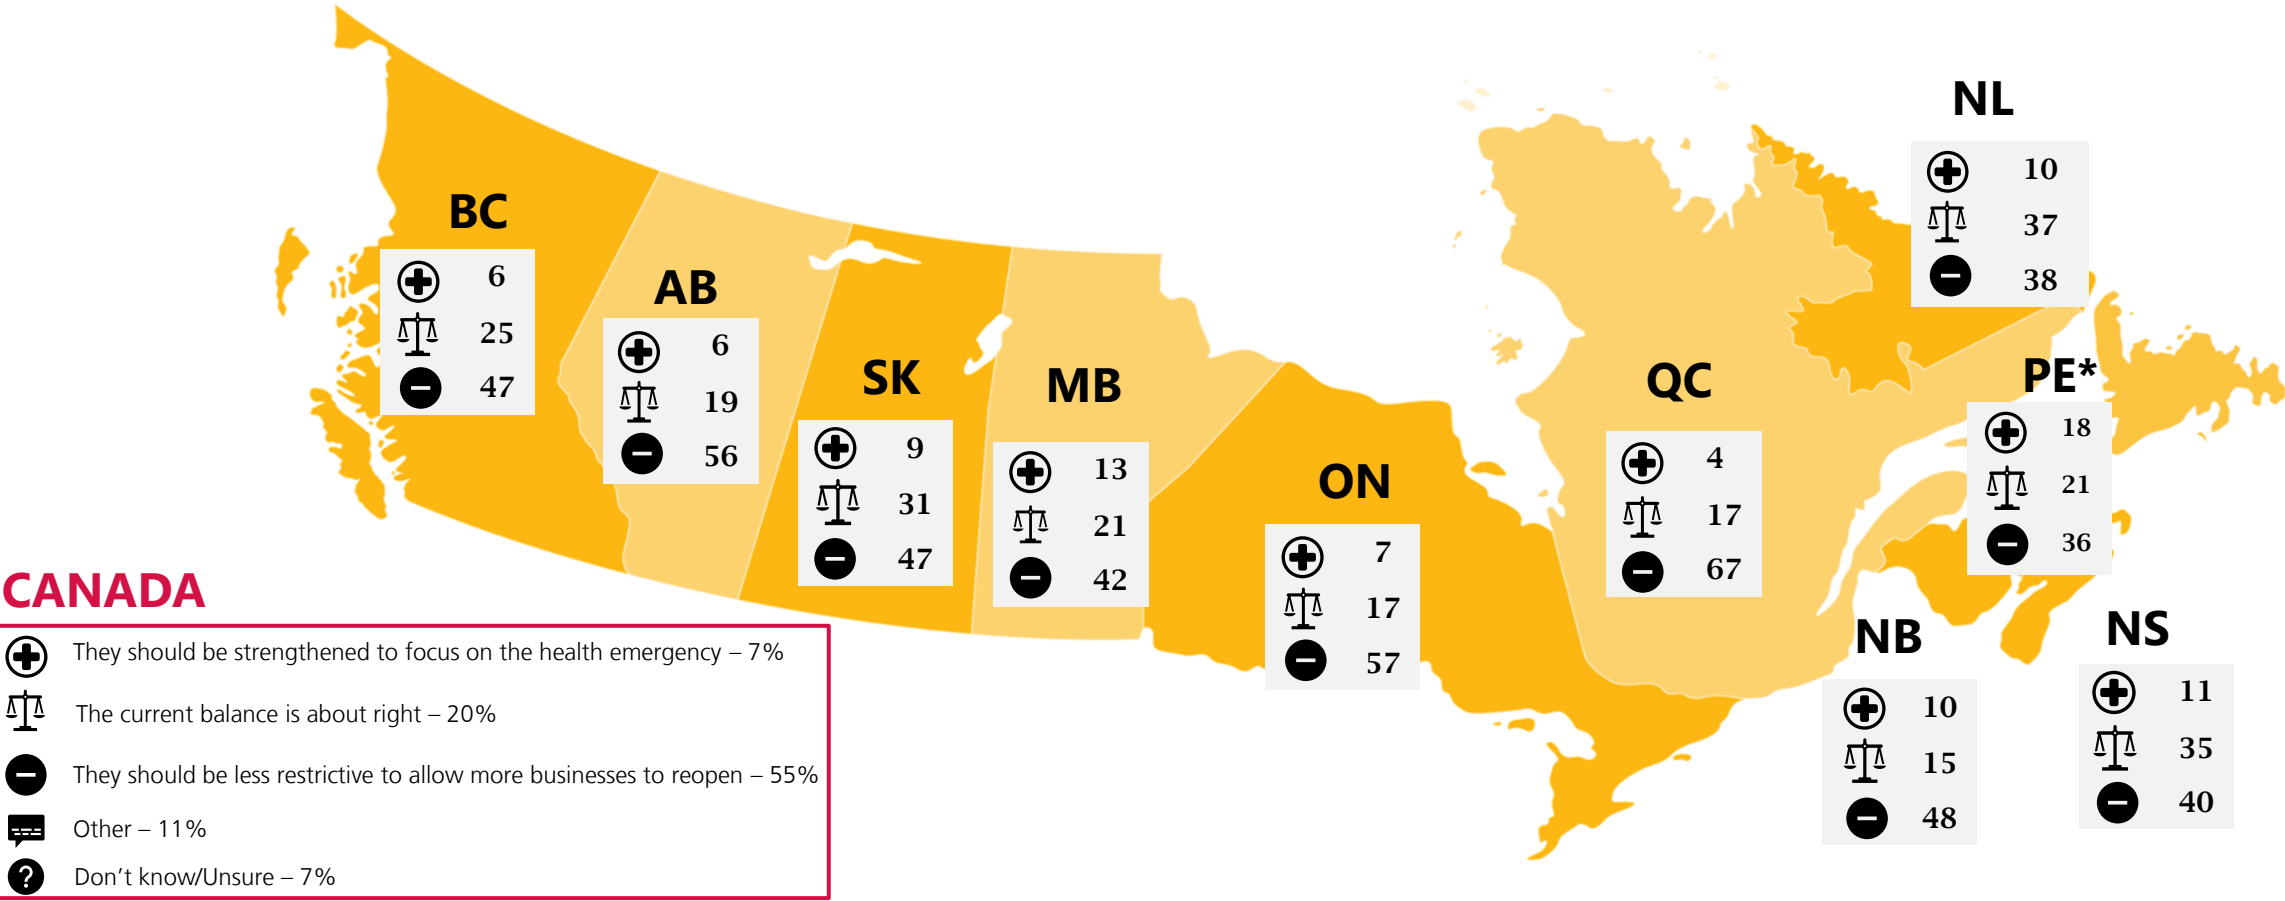 NL
10
37
38
BC
6
25
47
AB
6
19
56
SK
9
31
47
MB
13
21
42
ON
7
17
57
QC
4
17
67
PE*
18
21
36
NB
10
15
48
NS
11
35
40
CANADA
They should be strengthened to focus on the health emergency – 7%
The current balance is about right – 20%
They should be less restrictive to allow more businesses to reopen – 55%
Other – 11%
? Don't know/Unsure – 7%